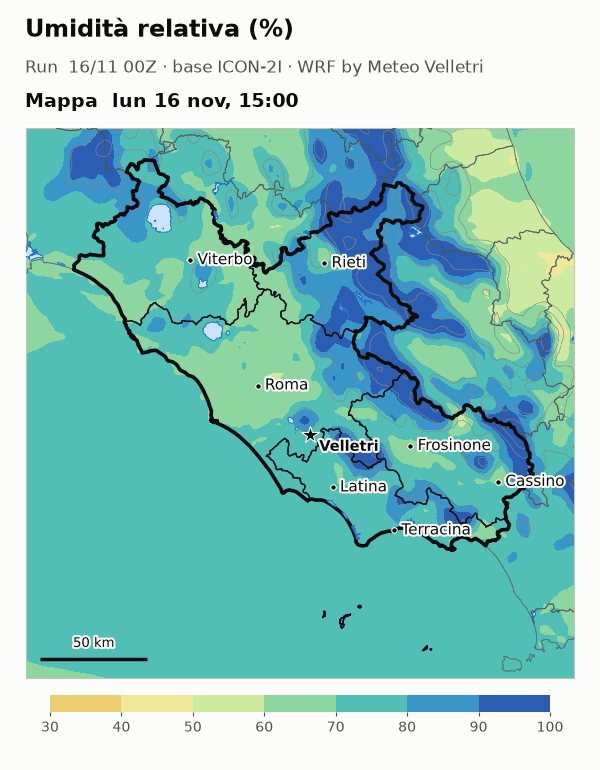 Umidità relativa (%)
Run  16/11 00Z · base ICON-2I · WRF by Meteo Velletri
Mappa  lun 16 nov, 15:00
Viterbo
Rieti
Roma
Velletri
Frosinone
Latina
Cassino
Terracina
50 km
30 40 50 60 70 80 90 100